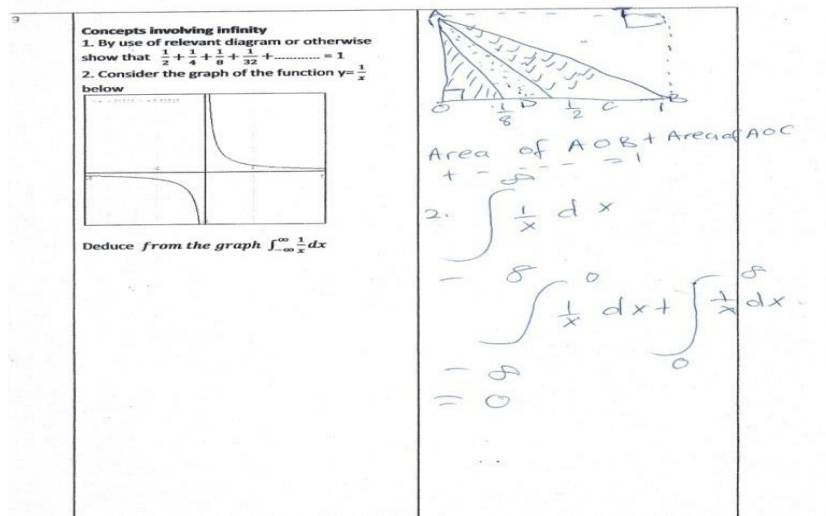 9
Concepts involving infinity
1. By use of relevant diagram or otherwise
show that 1/2 + 1/4 + 1/8 + 1/32 + ............ = 1
2. Consider the graph of the function y= 1/x
below
Deduce from the graph ∫_{-∞}^{∞} 1/x dx
A
O 1/8 D 1/2 C 1 B
Area of AOB + Area of AOC
+ - - - - = 1
2. ∫_{-∞}^{∞} 1/x dx
∫_{-∞}^{0} 1/x dx + ∫_{0}^{∞} 1/x dx
= 0